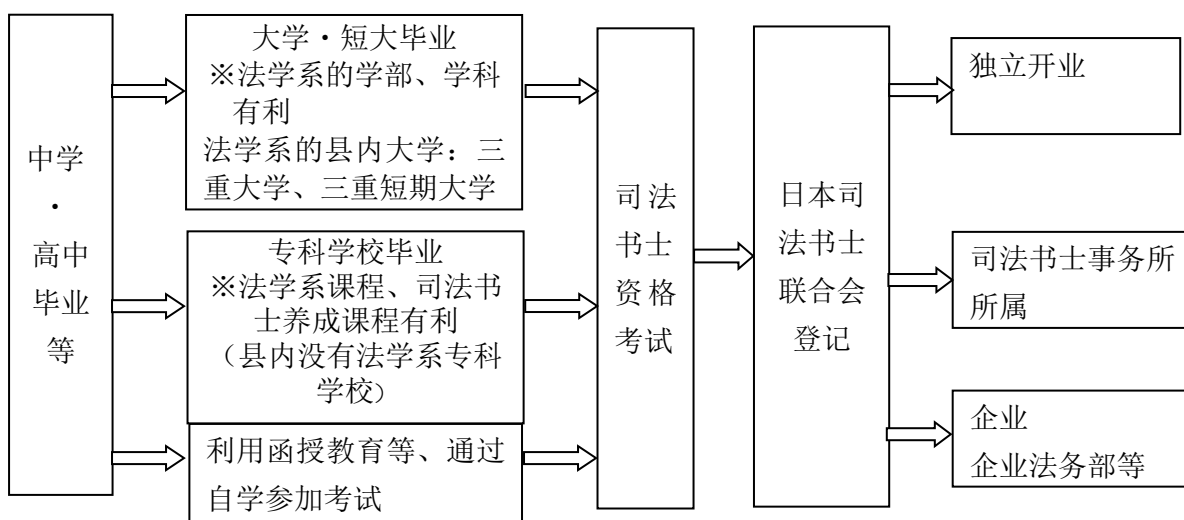 中学
・
高中
毕业
等
大学・短大毕业
※法学系的学部、学科
有利
法学系的县内大学：三
重大学、三重短期大学
专科学校毕业
※法学系课程、司法书
士养成课程有利
（县内没有法学系专科
学校）
利用函授教育等、通过
自学参加考试
司法
书士
资格
考试
日本司
法书士
联合会
登记
独立开业
司法书士事务所
所属
企业
企业法务部等